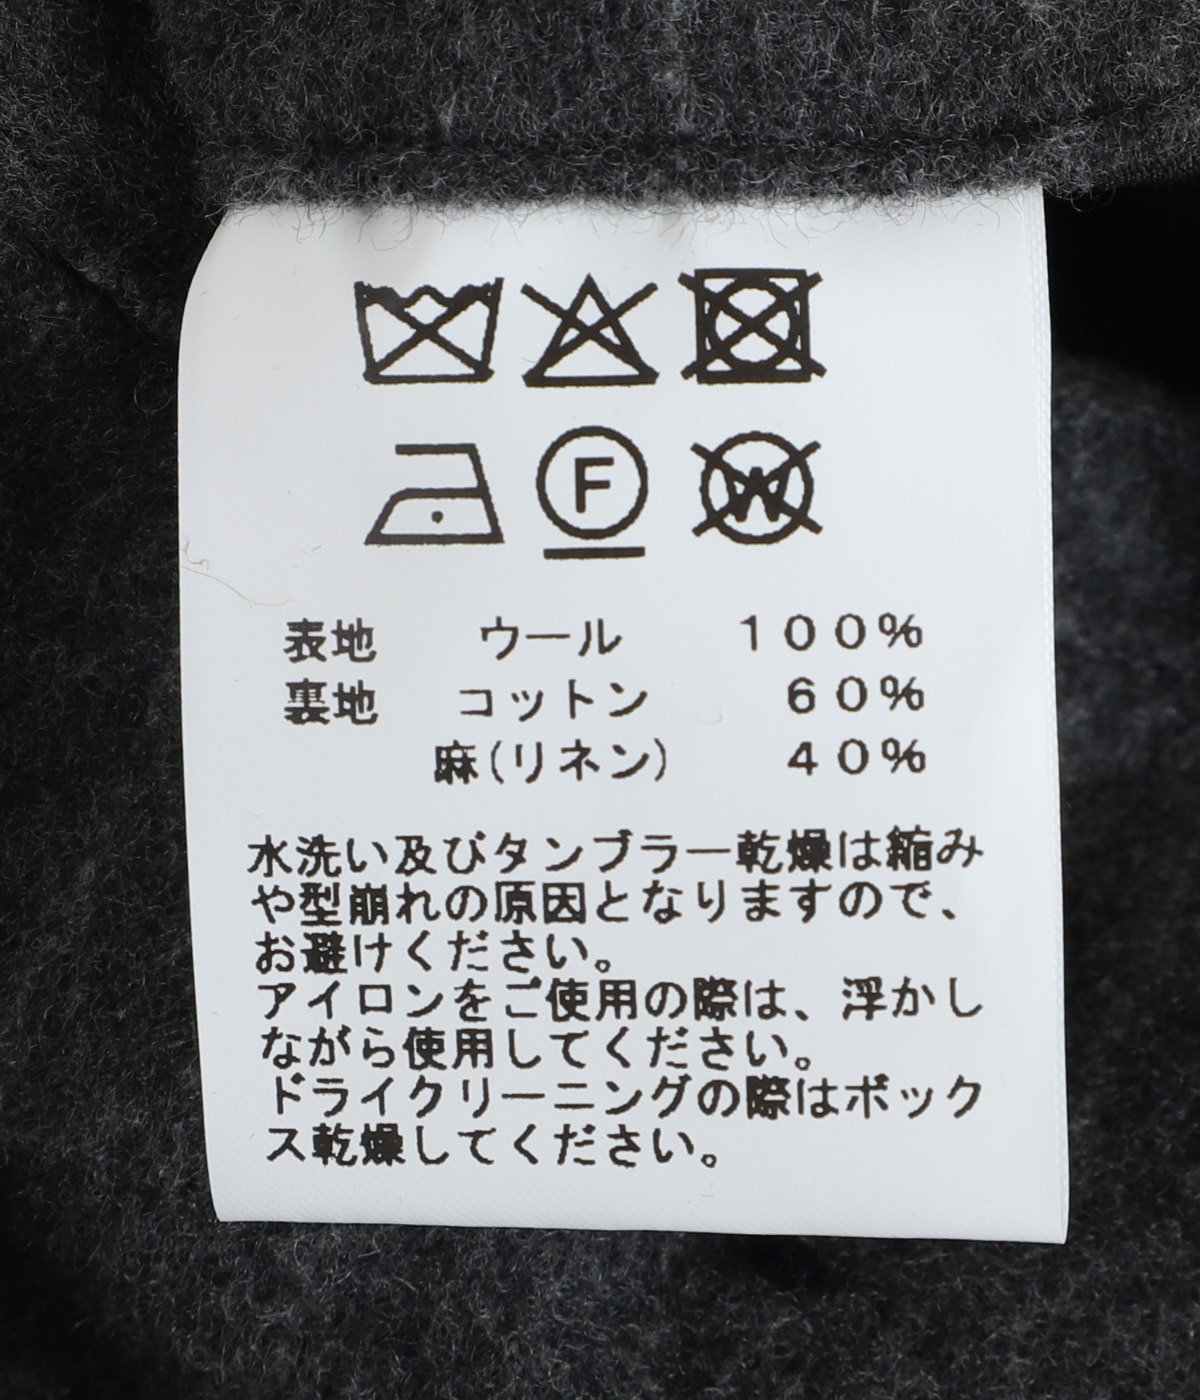 F W
表地 ウール 100%
裏地 コットン 60%
麻(リネン) 40%
水洗い及びタンブラー乾燥は縮み
や型崩れの原因となりますので、
お避けください。
アイロンをご使用の際は、浮かし
ながら使用してください。
ドライクリーニングの際はボック
ス乾燥してください。